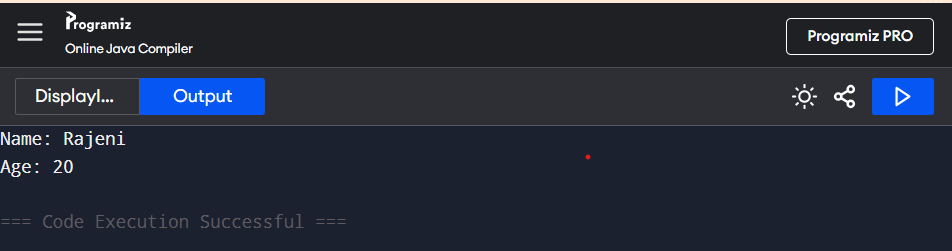 Programiz
Online Java Compiler
Programiz PRO
DisplayI...
Output
Name: Rajeni
Age: 20
=== Code Execution Successful ===